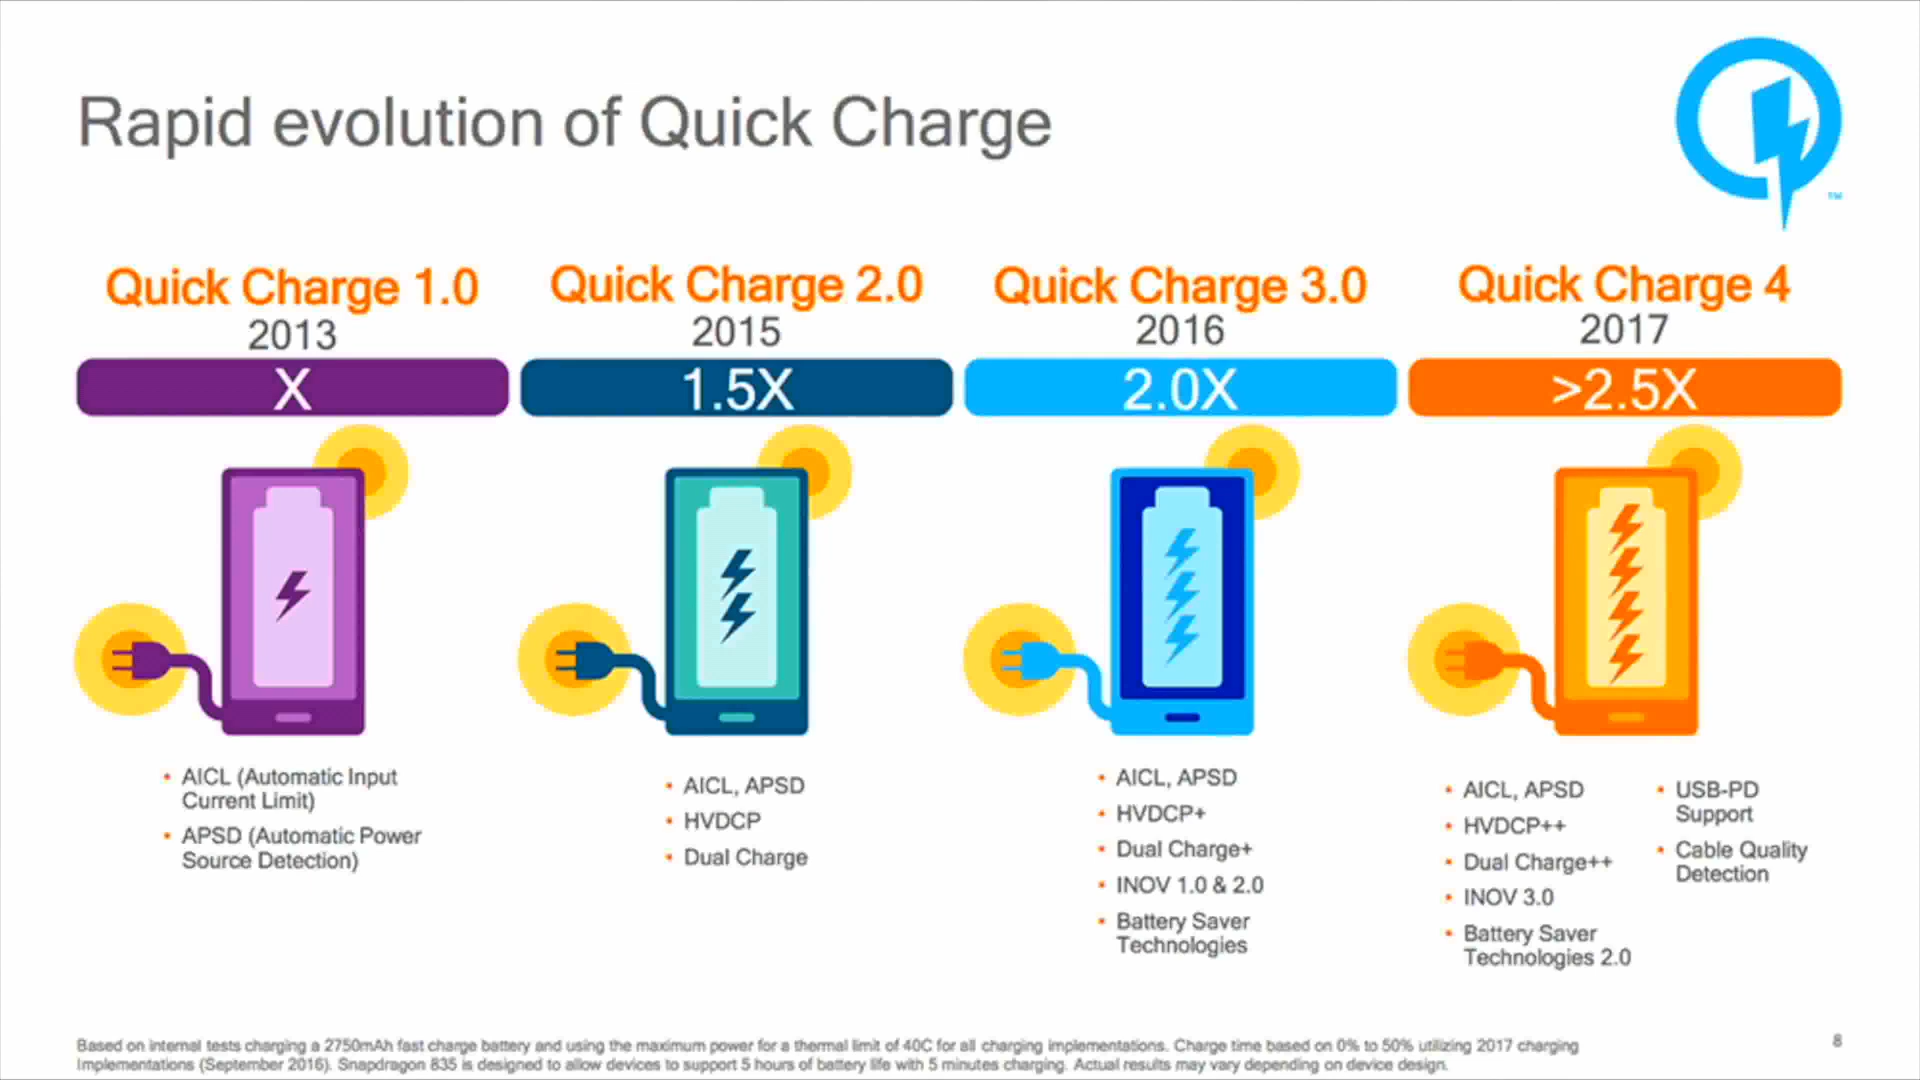 Rapid evolution of Quick Charge
TM
Quick Charge 1.0
2013
X
Quick Charge 2.0
2015
1.5X
Quick Charge 3.0
2016
2.0X
Quick Charge 4
2017
>2.5X
• AICL (Automatic Input
Current Limit)
• APSD (Automatic Power
Source Detection)
• AICL, APSD
• HVDCP
• Dual Charge
• AICL, APSD
• HVDCP+
• Dual Charge+
• INOV 1.0 & 2.0
• Battery Saver
Technologies
• AICL, APSD
• HVDCP++
• Dual Charge++
• INOV 3.0
• Battery Saver
Technologies 2.0
• USB-PD
Support
• Cable Quality
Detection
Based on internal tests charging a 2750mAh fast charge battery and using the maximum power for a thermal limit of 40C for all charging implementations. Charge time based on 0% to 50% utilizing 2017 charging
Implementations (September 2016). Snapdragon 835 is designed to allow devices to support 5 hours of battery life with 5 minutes charging. Actual results may vary depending on device design.
8